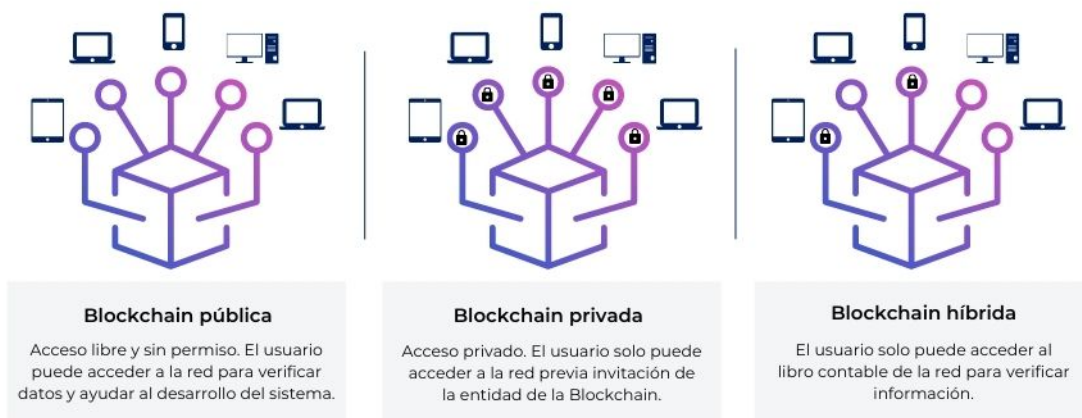 Blockchain pública
Acceso libre y sin permiso. El usuario
puede acceder a la red para verificar
datos y ayudar al desarrollo del sistema.
Blockchain privada
Acceso privado. El usuario solo puede
acceder a la red previa invitación de
la entidad de la Blockchain.
Blockchain híbrida
El usuario solo puede acceder al
libro contable de la red para verificar
información.